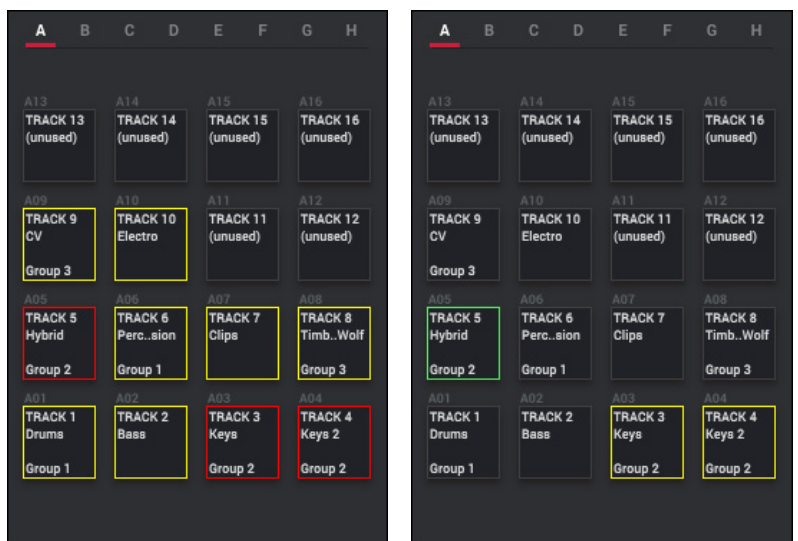 A B C D E F G H
A13 A14 A15 A16
TRACK 13 TRACK 14 TRACK 15 TRACK 16
(unused) (unused) (unused) (unused)
A09 A10 A11 A12
TRACK 9 TRACK 10 TRACK 11 TRACK 12
CV Electro (unused) (unused)
Group 3
A05 A06 A07 A08
TRACK 5 TRACK 6 TRACK 7 TRACK 8
Hybrid Perc..sion Clips Timb..Wolf
Group 2 Group 1 Group 3
A01 A02 A03 A04
TRACK 1 TRACK 2 TRACK 3 TRACK 4
Drums Bass Keys Keys 2
Group 1 Group 2 Group 2
A B C D E F G H
A13 A14 A15 A16
TRACK 13 TRACK 14 TRACK 15 TRACK 16
(unused) (unused) (unused) (unused)
A09 A10 A11 A12
TRACK 9 TRACK 10 TRACK 11 TRACK 12
CV Electro (unused) (unused)
Group 3
A05 A06 A07 A08
TRACK 5 TRACK 6 TRACK 7 TRACK 8
Hybrid Perc..sion Clips Timb..Wolf
Group 2 Group 1 Group 3
A01 A02 A03 A04
TRACK 1 TRACK 2 TRACK 3 TRACK 4
Drums Bass Keys Keys 2
Group 1 Group 2 Group 2